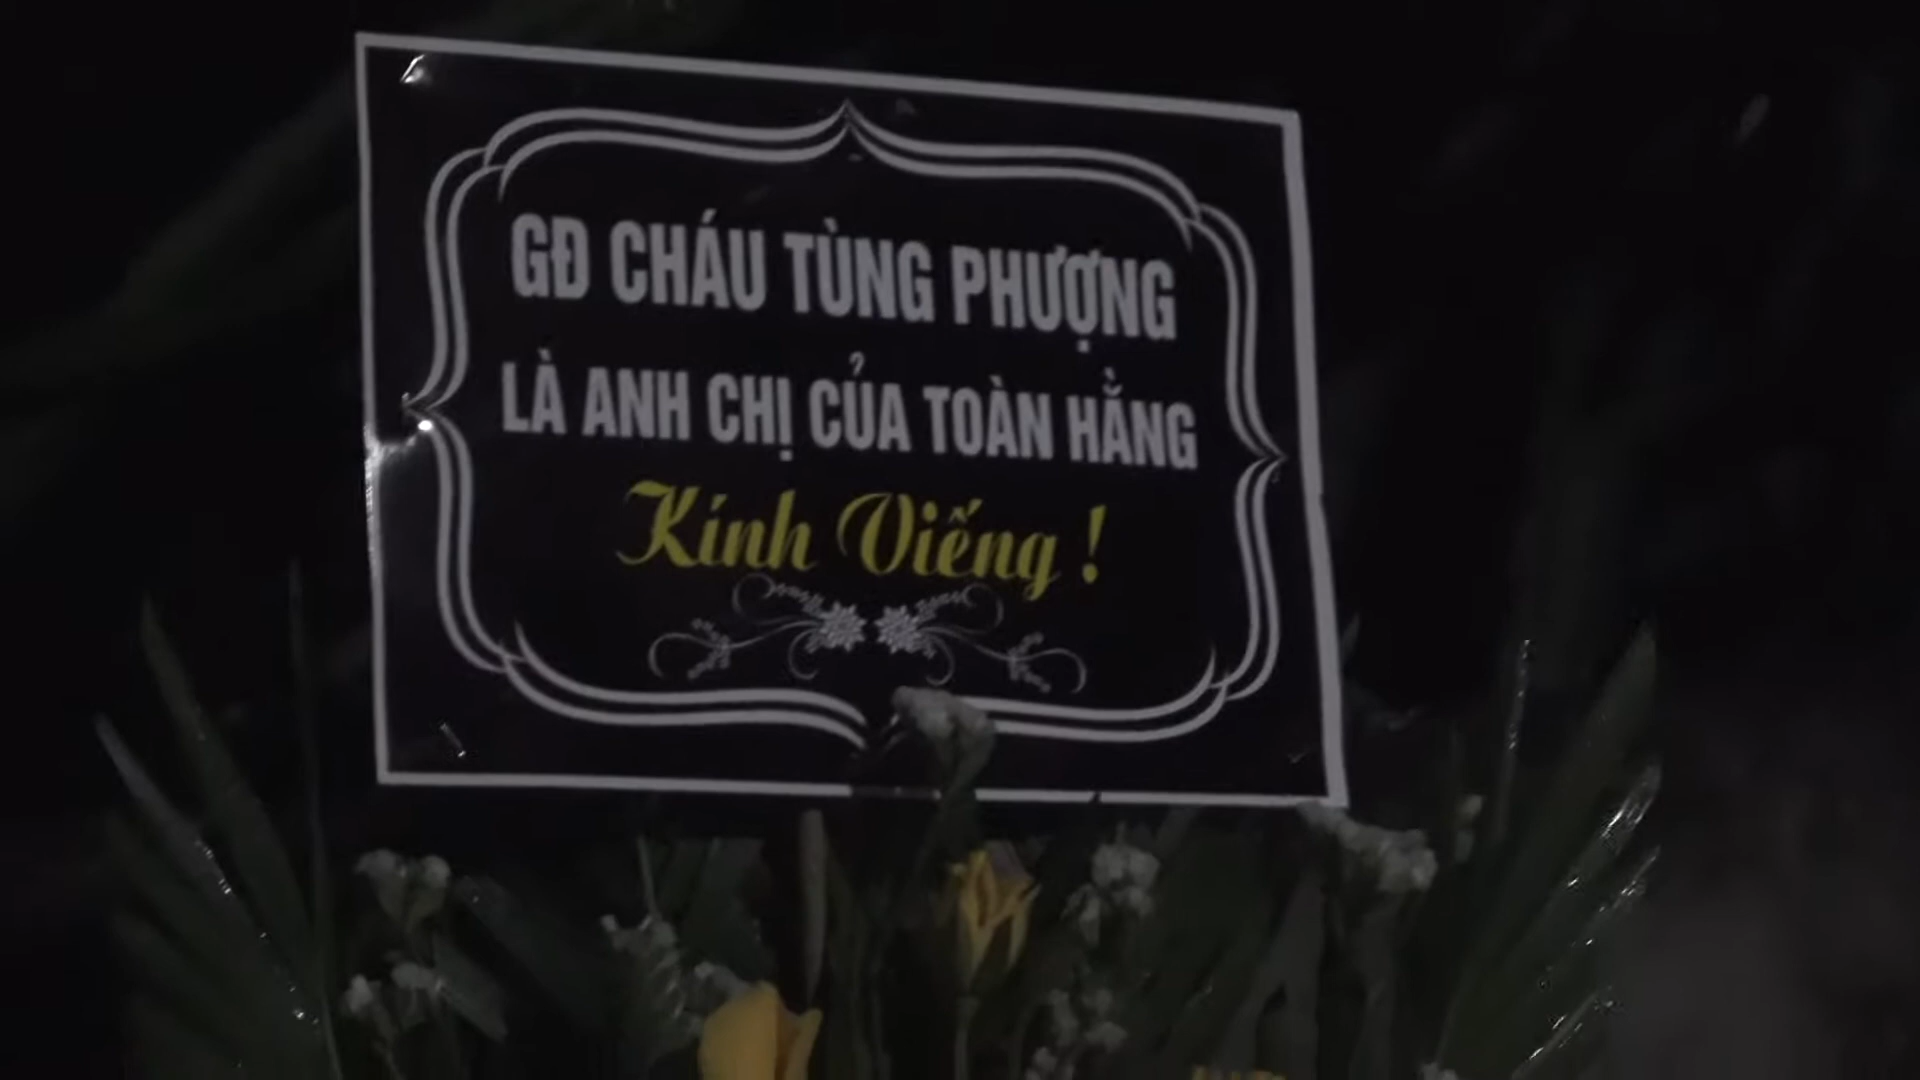 GĐ CHÁU TÙNG PHƯỢNG
LÀ ANH CHỊ CỦA TOÀN HẰNG
Kính Viếng !